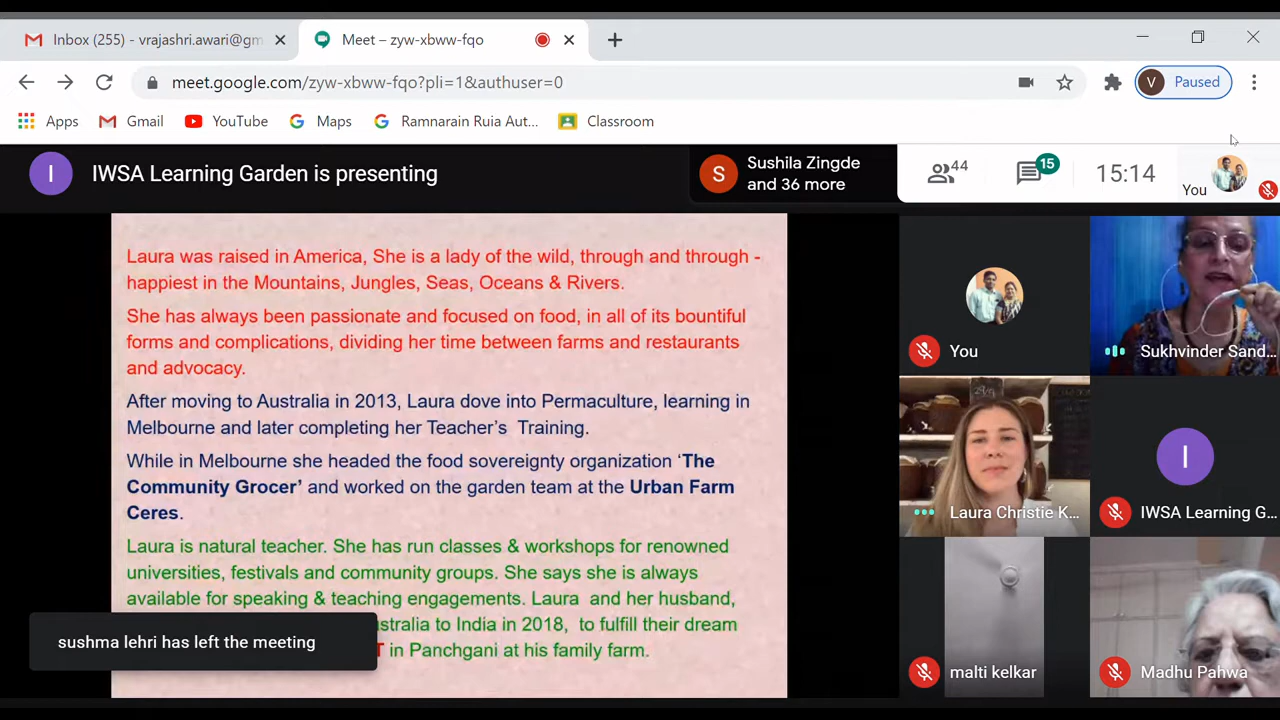 Inbox (255) - vrajashri.awari@gm
Meet – zyw-xbww-fqo
meet.google.com/zyw-xbww-fqo?pli=1&authuser=0
V Paused
Apps Gmail YouTube Maps Ramnarain Ruia Aut... Classroom
I IWSA Learning Garden is presenting
S Sushila Zingde
and 36 more
44 15 15:14 You
Laura was raised in America, She is a lady of the wild, through and through -
happiest in the Mountains, Jungles, Seas, Oceans & Rivers.
She has always been passionate and focused on food, in all of its bountiful
forms and complications, dividing her time between farms and restaurants
and advocacy.
After moving to Australia in 2013, Laura dove into Permaculture, learning in
Melbourne and later completing her Teacher’s Training.
While in Melbourne she headed the food sovereignty organization ‘The
Community Grocer’ and worked on the garden team at the Urban Farm
Ceres.
Laura is natural teacher. She has run classes & workshops for renowned
universities, festivals and community groups. She says she is always
available for speaking & teaching engagements. Laura and her husband,
stralia to India in 2018, to fulfill their dream
T in Panchgani at his family farm.
sushma lehri has left the meeting
You
Sukhvinder Sand...
Laura Christie K...
I
IWSA Learning G...
malti kelkar
Madhu Pahwa